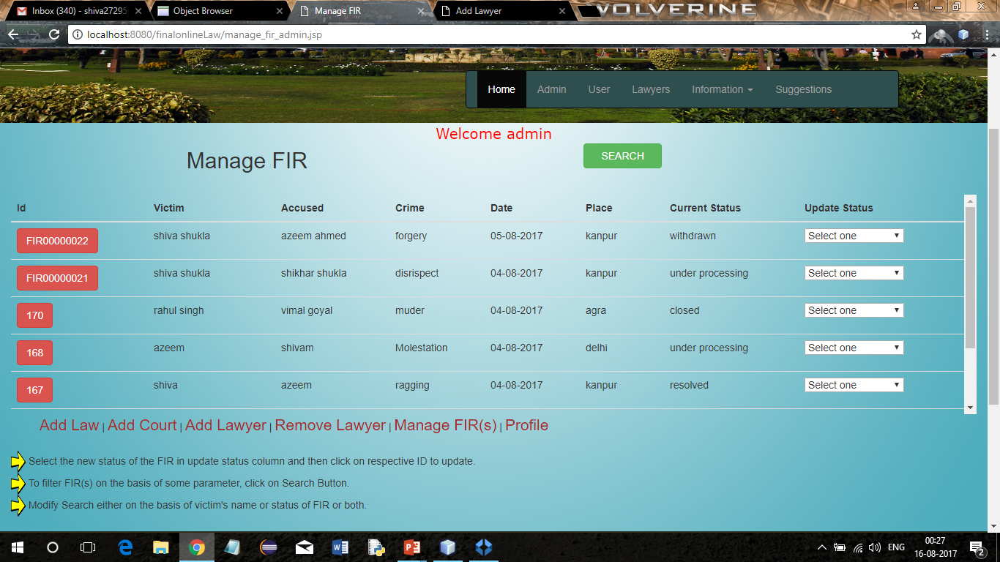 WOLVERINE
Inbox (340) - shiva27295
Object Browser
Manage FIR
Add Lawyer
localhost:8080/finalonlineLaw/manage_fir_admin.jsp
Home Admin User Lawyers Information Suggestions
Welcome admin
Manage FIR
SEARCH
Id Victim Accused Crime Date Place Current Status Update Status
FIR00000022 shiva shukla azeem ahmed forgery 05-08-2017 kanpur withdrawn Select one
FIR00000021 shiva shukla shikhar shukla disrispect 04-08-2017 kanpur under processing Select one
170 rahul singh vimal goyal muder 04-08-2017 agra closed Select one
168 azeem shivam Molestation 04-08-2017 delhi under processing Select one
167 shiva azeem ragging 04-08-2017 kanpur resolved Select one
Add Law | Add Court | Add Lawyer | Remove Lawyer | Manage FIR(s) | Profile
Select the new status of the FIR in update status column and then click on respective ID to update.
To filter FIR(s) on the basis of some parameter, click on Search Button.
Modify Search either on the basis of victim's name or status of FIR or both.
ENG
00:27
16-08-2017
2